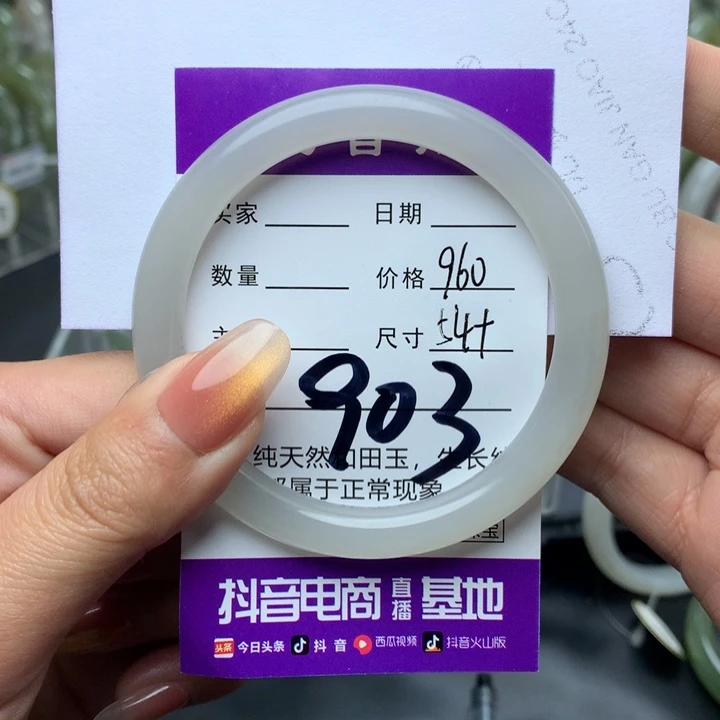 买家 日期
数量 价格 960
尺寸 54+
903
纯天然和田玉，生长纹
都属于正常现象
抖音电商 直播 基地
头条 今日头条 抖音 西瓜视频 抖音火山版